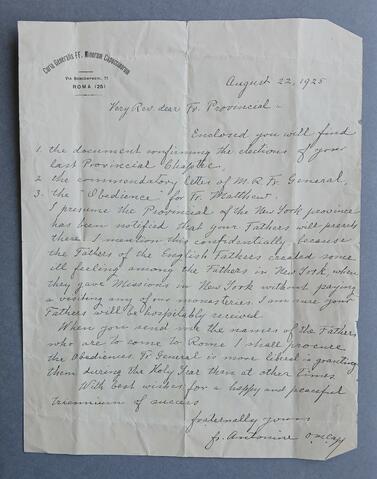 Curia Generalis FF. Minorum Capuccinorum
Via Boncompagni, 71
ROMA (25)
August 22, 1925
Very Rev. dear Fr. Provincial -
Enclosed you will find
1. the document confirming the elections of your
last Provincial Chapter,
2. the commendatory letter of M. R. Fr. General,
3. the "Obedience" for Fr. Matthew.
I presume the Provincial of the New York province
has been notified that your Fathers will preach
there. I mention this confidentially, because
the Fathers of the English Fathers created some
ill feeling among the Fathers in New York, when
they gave Missions in New York without paying
a visit to any of our monasteries. I am sure your
Fathers will be hospitably received.
When you send me the names of the Fathers
who are to come to Rome I shall procure
the Obediences. Fr. General is more liberal in granting
them during the Holy Year than at other times
With best wishes for a happy and peaceful
triennium of success
fraternally yours
fr. Antonine O.M.Cap.